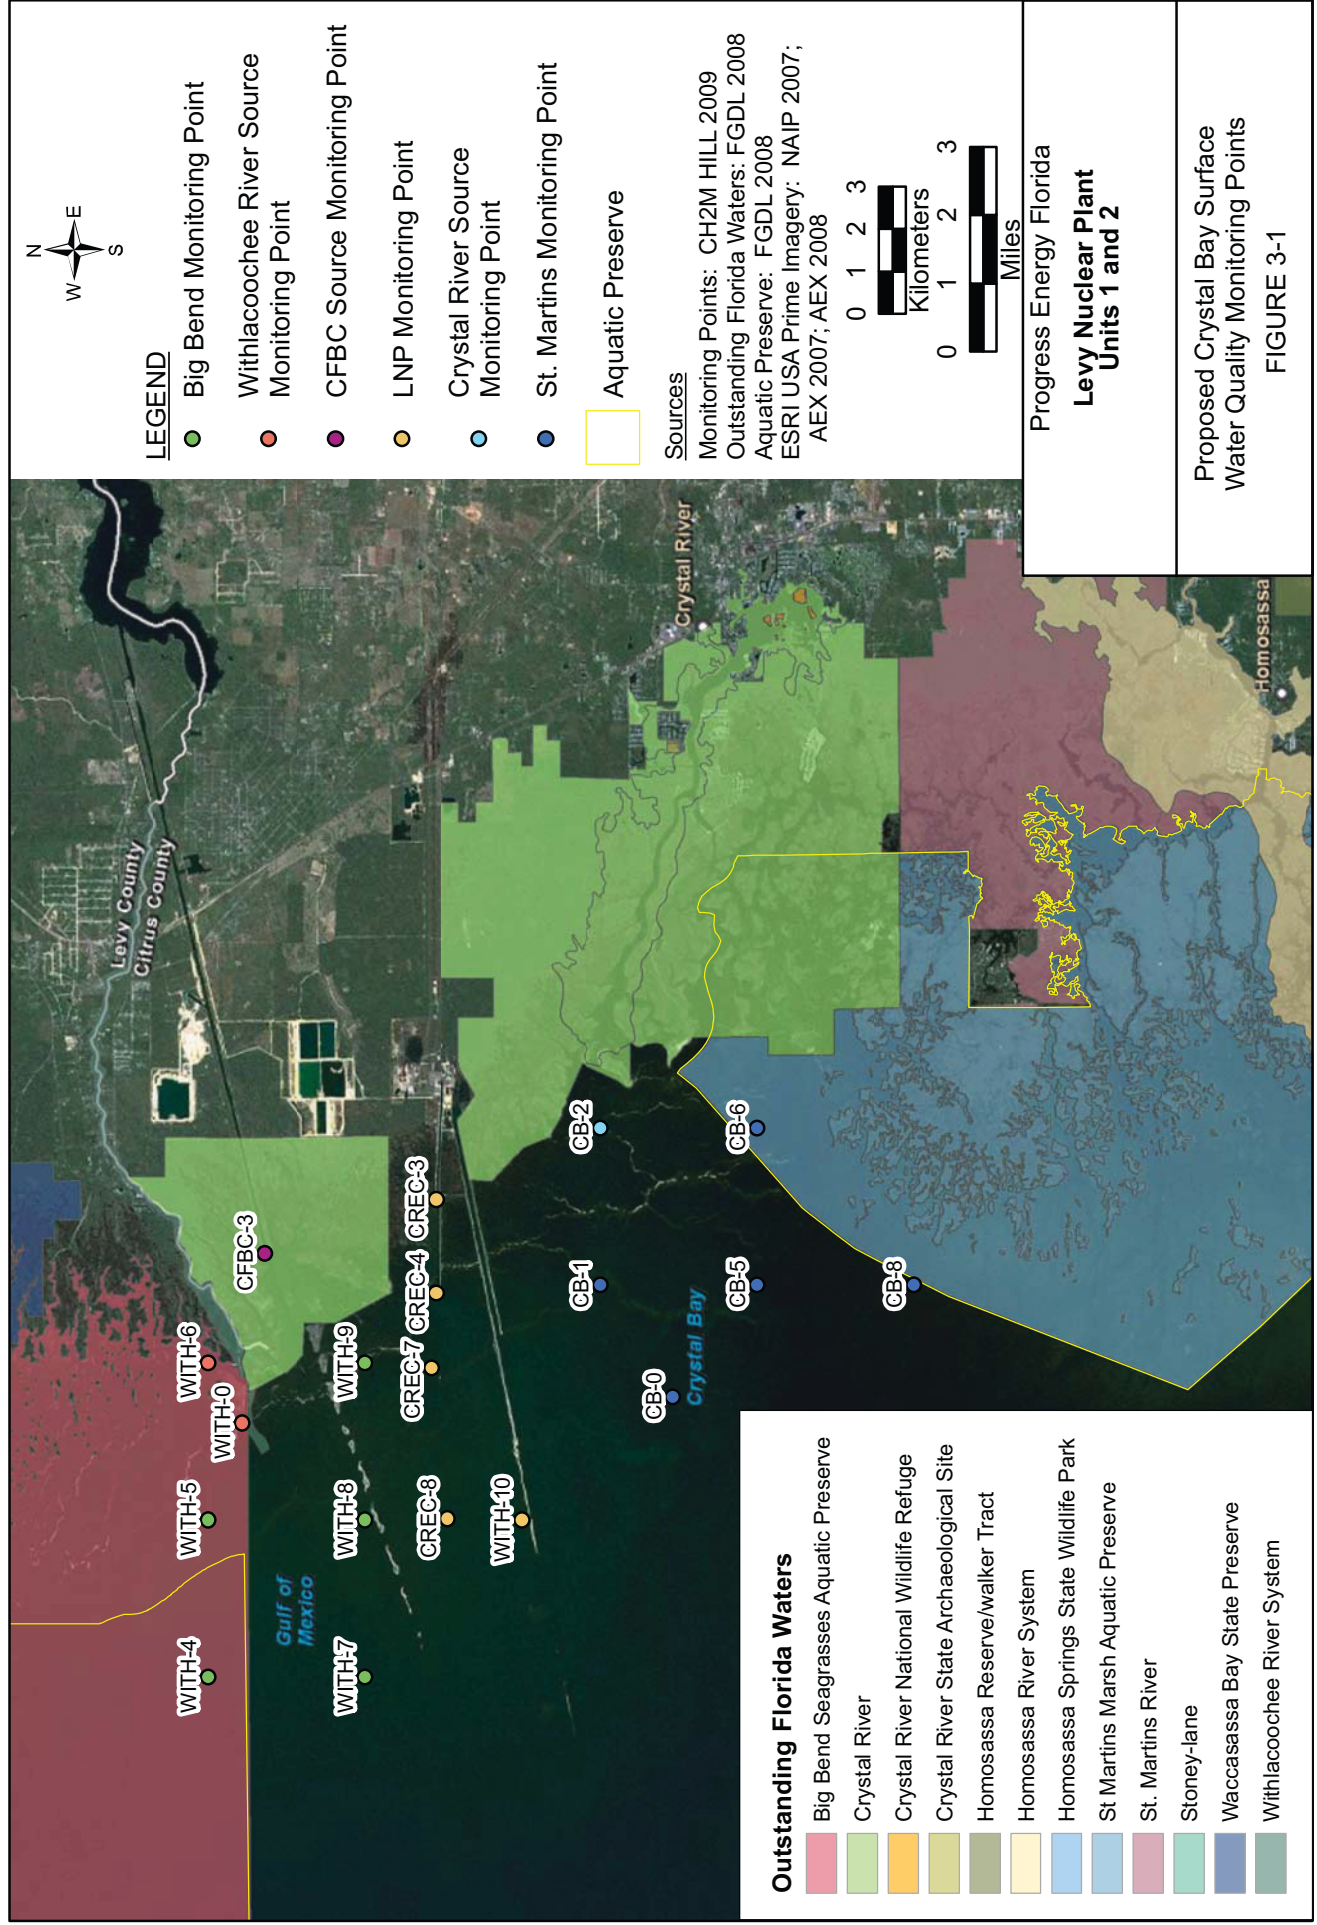 N
W
E
S
LEGEND
Big Bend Monitoring Point
Withlacoochee River Source
Monitoring Point
CFBC Source Monitoring Point
LNP Monitoring Point
Crystal River Source
Monitoring Point
St. Martins Monitoring Point
Aquatic Preserve
Sources
Monitoring Points: CH2M HILL 2009
Outstanding Florida Waters: FGDL 2008
Aquatic Preserve: FGDL 2008
ESRI USA Prime Imagery: NAIP 2007;
AEX 2007; AEX 2008
0 1 2 3
Kilometers
0 1 2 3
Miles
Progress Energy Florida
Levy Nuclear Plant
Units 1 and 2
Proposed Crystal Bay Surface
Water Quality Monitoring Points
FIGURE 3-1
Levy County
Citrus County
Crystal River
Homosassa
Gulf of
Mexico
Crystal Bay
WITH-4
WITH-5
WITH-0
WITH-6
CFBC-3
WITH-7
WITH-8
WITH-9
CREC-8
CREC-7
CREC-4
CREC-3
WITH-10
CB-1
CB-2
CB-0
CB-5
CB-6
CB-8
Outstanding Florida Waters
Big Bend Seagrasses Aquatic Preserve
Crystal River
Crystal River National Wildlife Refuge
Crystal River State Archaeological Site
Homosassa Reserve/walker Tract
Homosassa River System
Homosassa Springs State Wildlife Park
St Martins Marsh Aquatic Preserve
St. Martins River
Stoney-lane
Waccasassa Bay State Preserve
Withlacoochee River System